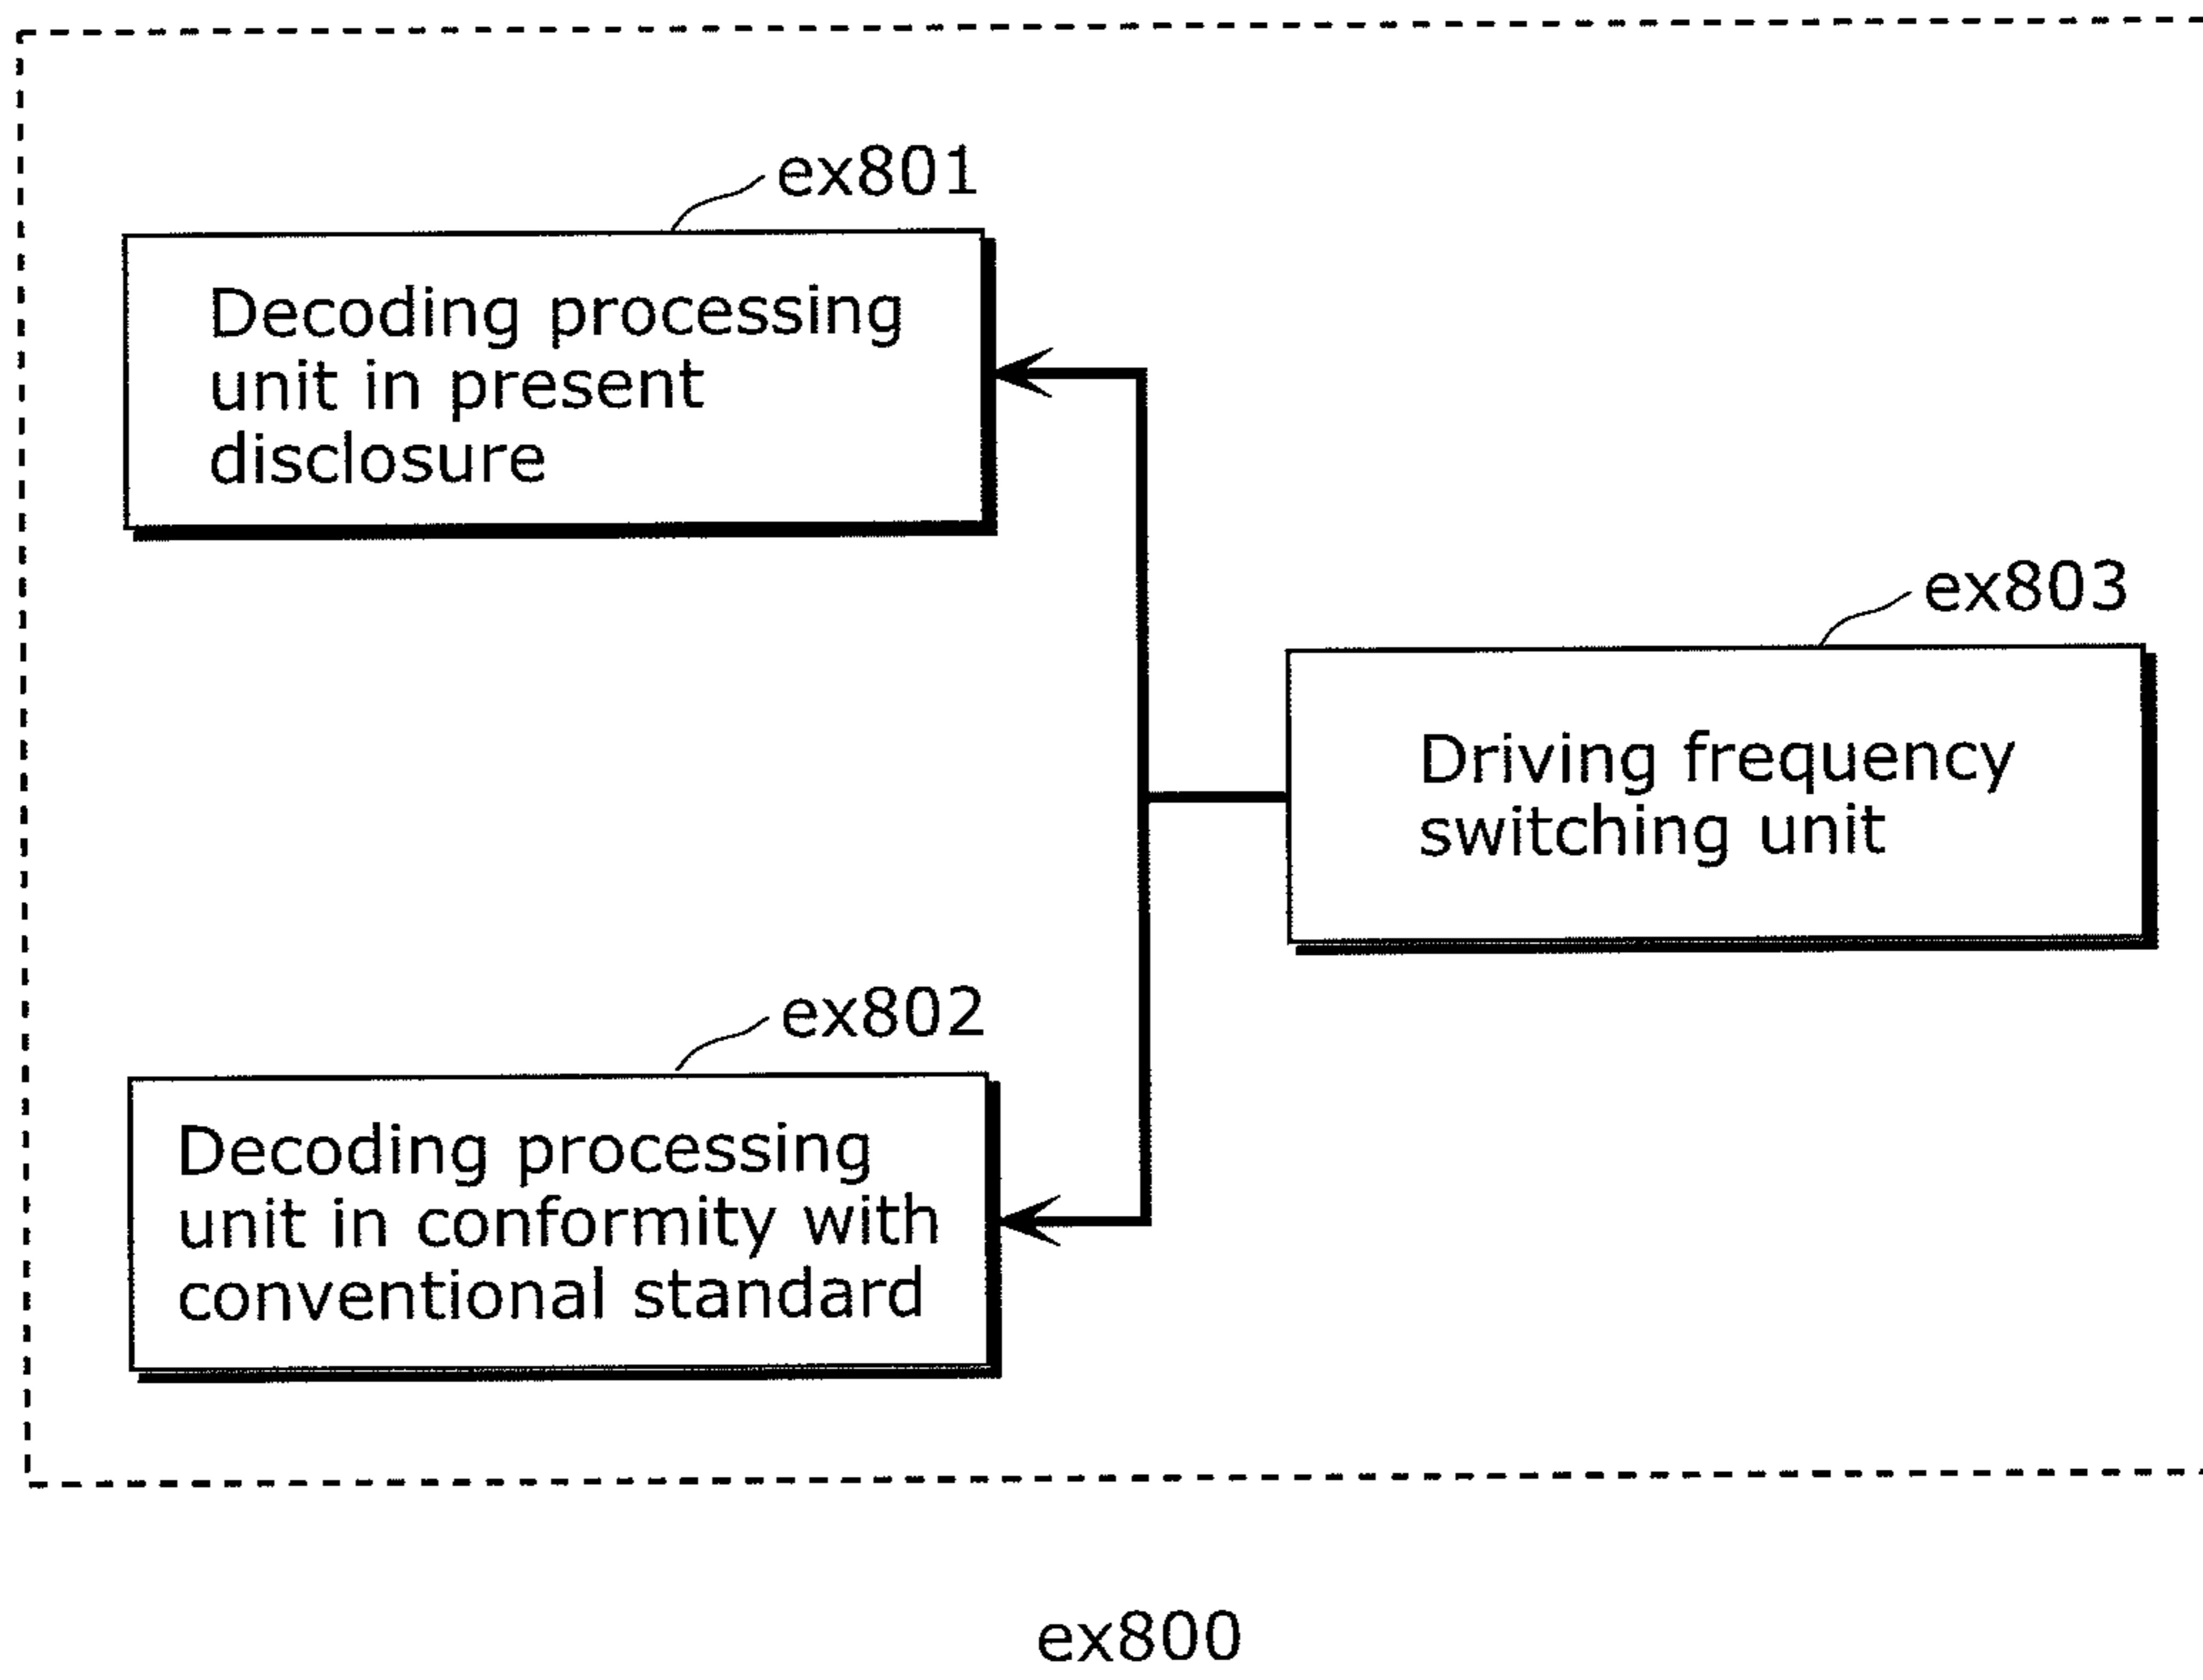 ex801
Decoding processing
unit in present
disclosure
ex803
Driving frequency
switching unit
ex802
Decoding processing
unit in conformity with
conventional standard
ex800